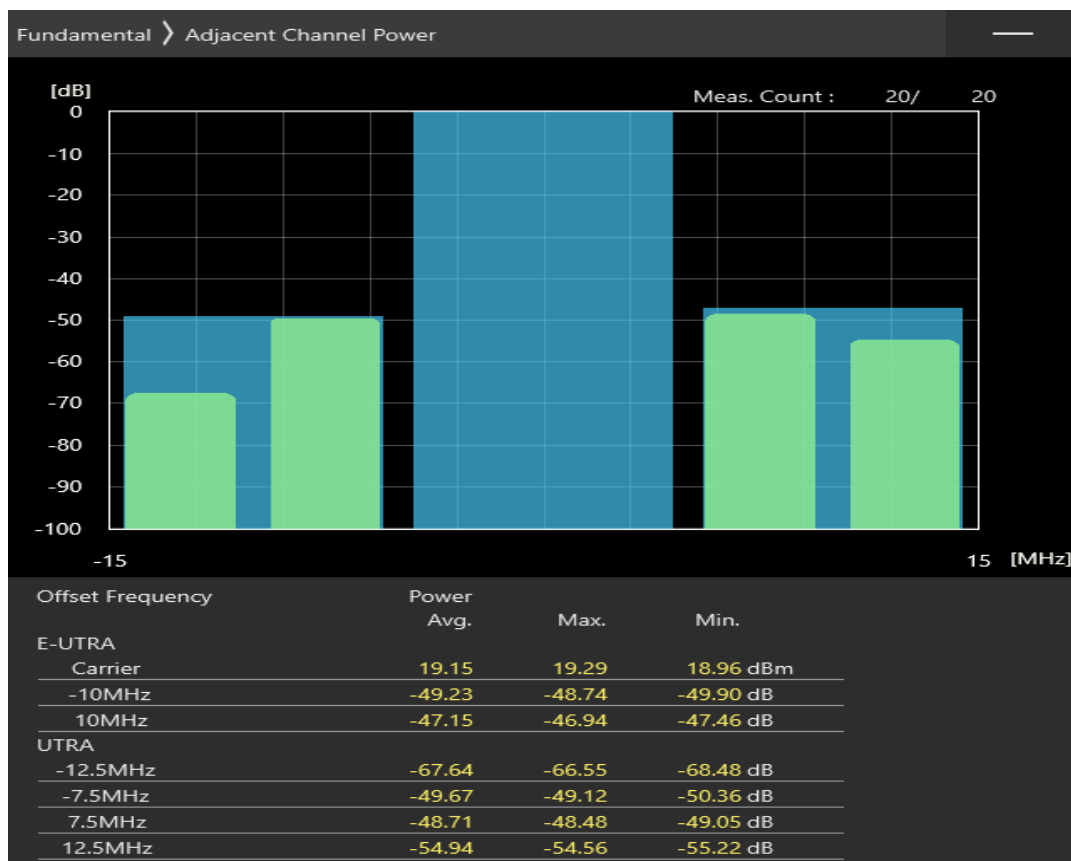 Fundamental ❯ Adjacent Channel Power
[dB]
Meas. Count : 20/ 20
0
-10
-20
-30
-40
-50
-60
-70
-80
-90
-100
-15 15 [MHz]
Offset Frequency Power
Avg. Max. Min.
E-UTRA
Carrier 19.15 19.29 18.96 dBm
-10MHz -49.23 -48.74 -49.90 dB
10MHz -47.15 -46.94 -47.46 dB
UTRA
-12.5MHz -67.64 -66.55 -68.48 dB
-7.5MHz -49.67 -49.12 -50.36 dB
7.5MHz -48.71 -48.48 -49.05 dB
12.5MHz -54.94 -54.56 -55.22 dB